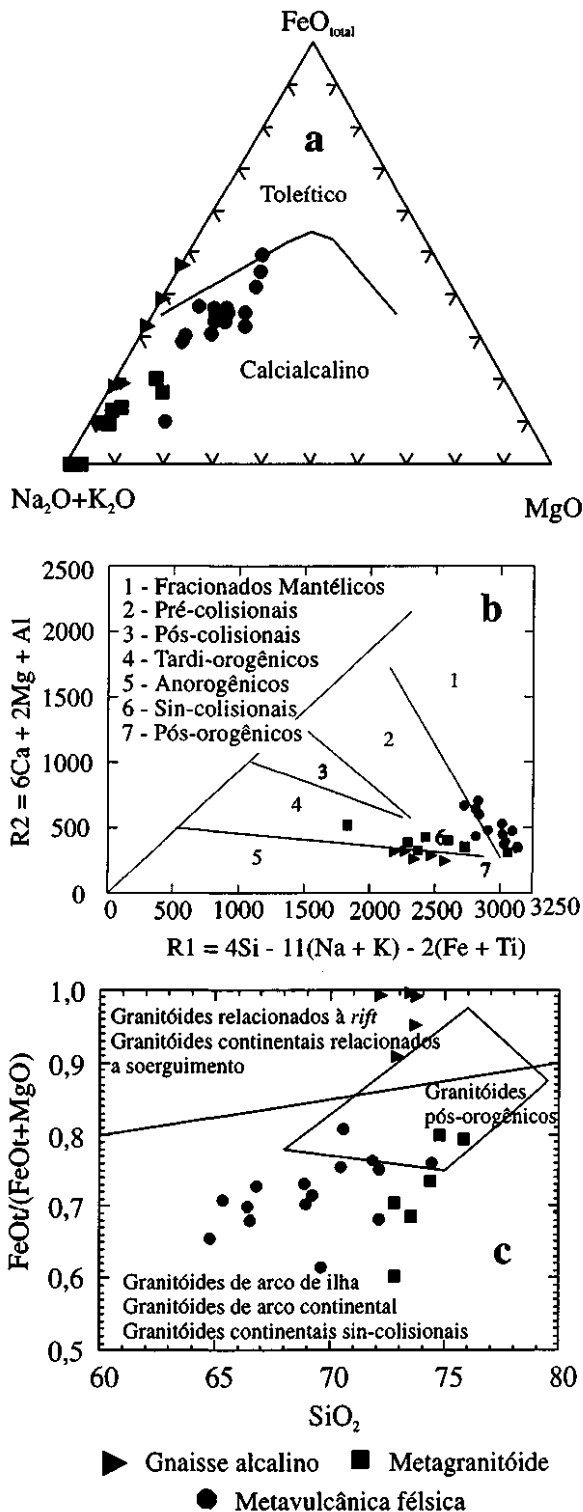 FeOtotal
a
Toleítico
Calcialcalino
Na2O+K2O
MgO
R2 = 6Ca + 2Mg + Al
2500
2000
1500
1000
500
0
1 - Fracionados Mantélicos
2 - Pré-colisionais
3 - Pós-colisionais
4 - Tardi-orogênicos
5 - Anorogênicos
6 - Sin-colisionais
7 - Pós-orogênicos
b
1
2
3
4
5
6
7
0 500 1000 1500 2000 2500 3000 3250
R1 = 4Si - 11(Na + K) - 2(Fe + Ti)
FeOt/(FeOt+MgO)
1,0
0,9
0,8
0,7
0,6
0,5
Granitóides relacionados à rift
Granitóides continentais relacionados
a soerguimento
Granitóides
pós-orogênicos
Granitóides de arco de ilha
Granitóides de arco continental
Granitóides continentais sin-colisionais
c
60 65 70 75 80
SiO2
Gnaisse alcalino Metagranitóide
Metavulcânica félsica